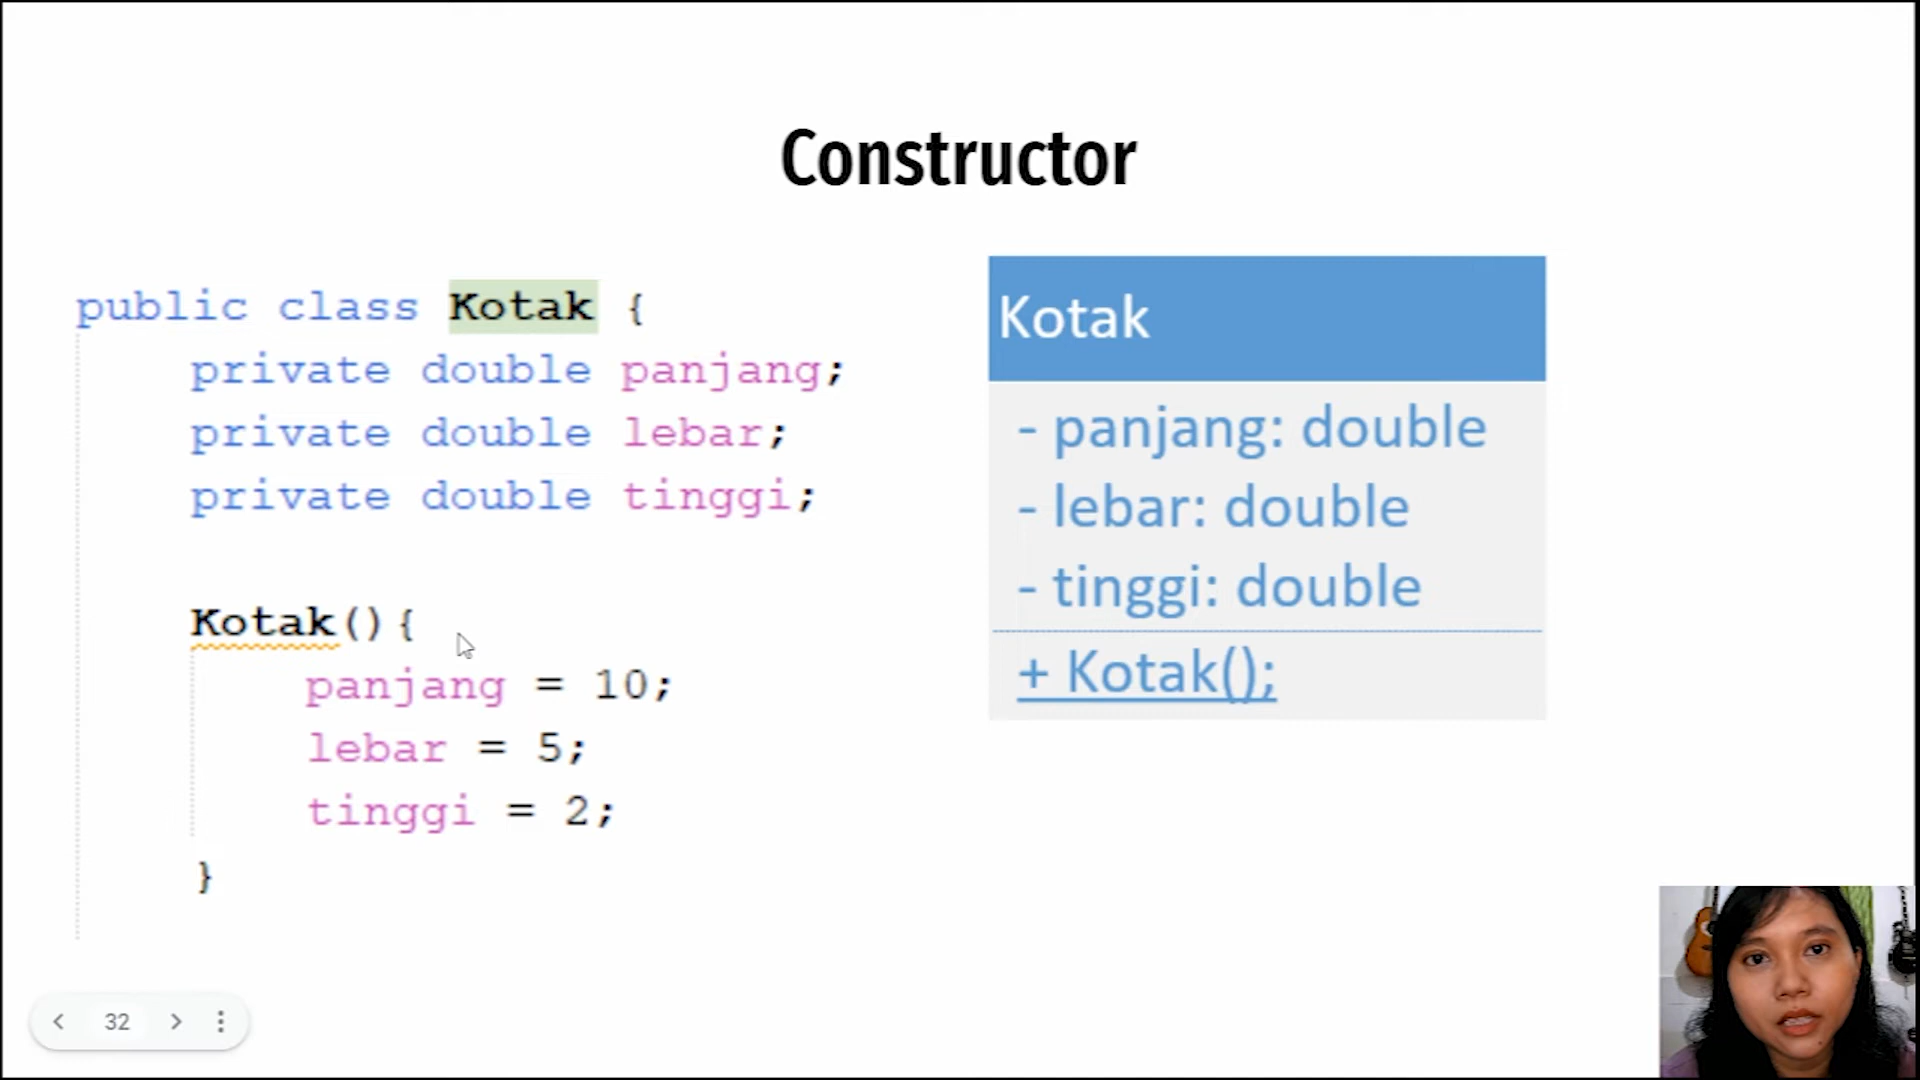 Constructor
public class Kotak {
private double panjang;
private double lebar;
private double tinggi;
Kotak(){
panjang = 10;
lebar = 5;
tinggi = 2;
}
Kotak
- panjang: double
- lebar: double
- tinggi: double
+ Kotak();
32